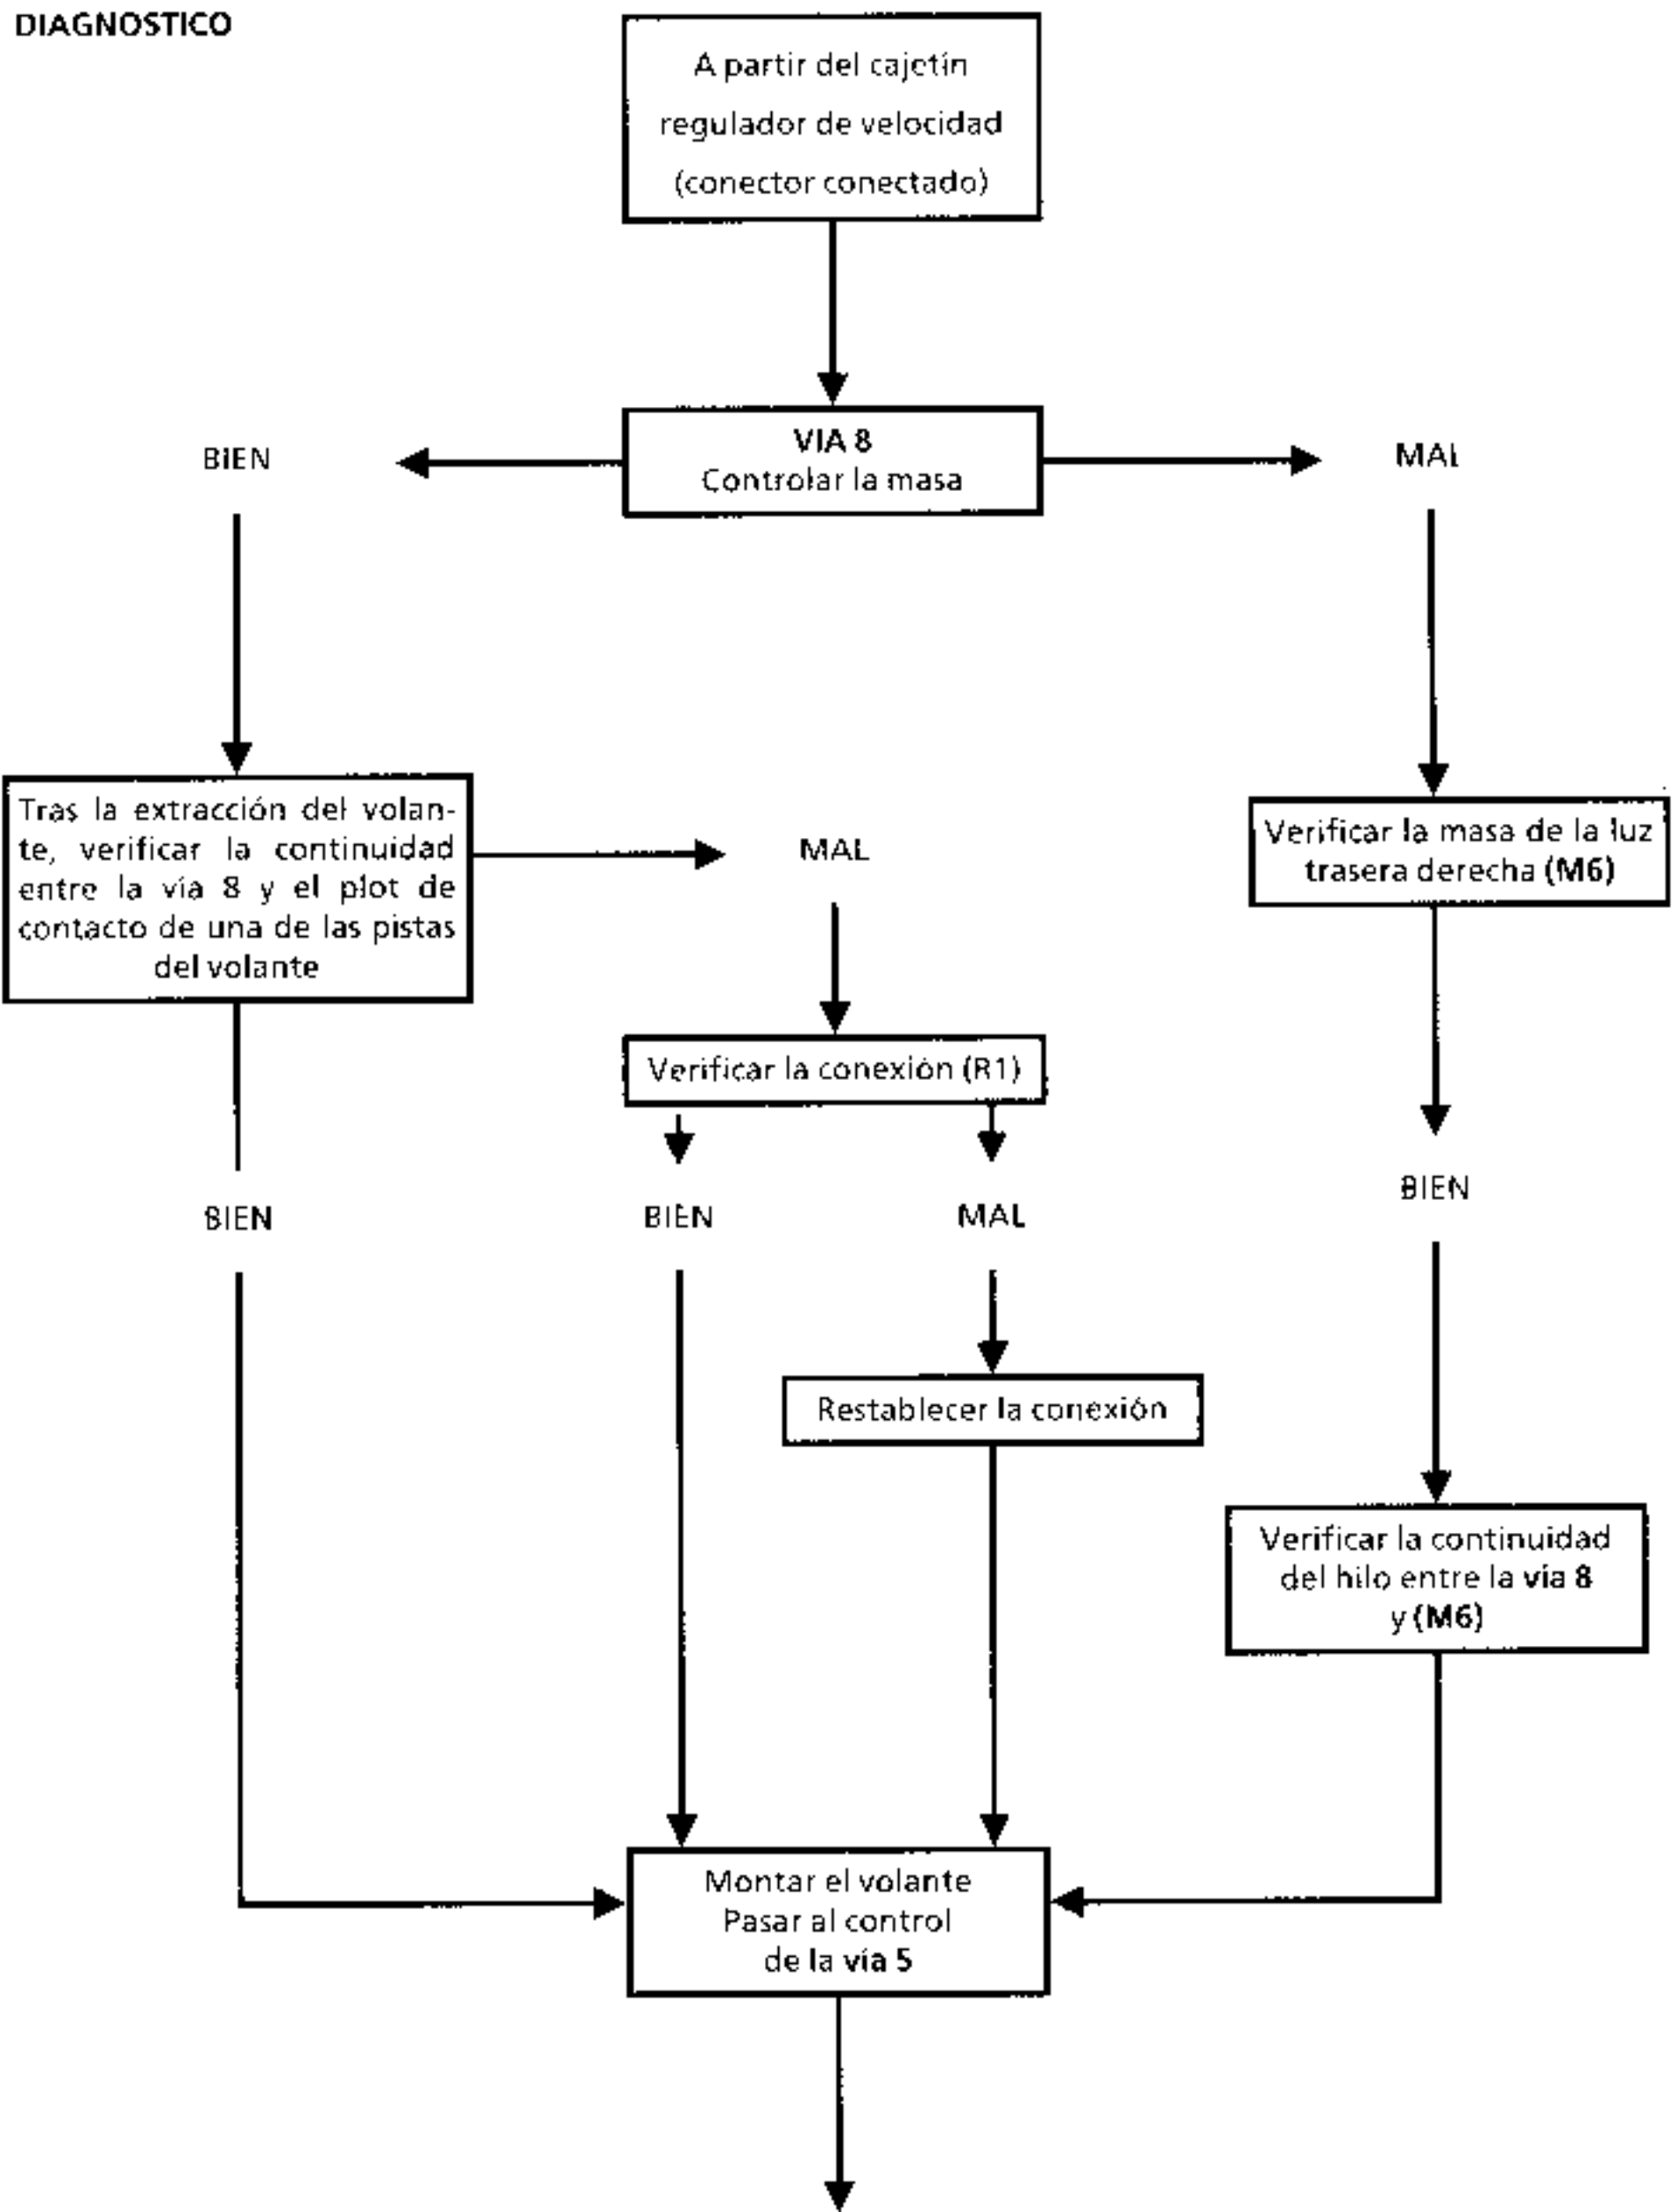 DIAGNOSTICO
A partir del cajetín
regulador de velocidad
(conector conectado)
VIA 8
Controlar la masa
BIEN
MAL
Tras la extracción del volan-
te, verificar la continuidad
entre la vía 8 y el plot de
contacto de una de las pistas
del volante
MAL
Verificar la masa de la luz
trasera derecha (M6)
Verificar la conexión (R1)
BIEN
BIEN
MAL
BIEN
Restablecer la conexión
Verificar la continuidad
del hilo entre la vía 8
y (M6)
Montar el volante
Pasar al control
de la vía 5